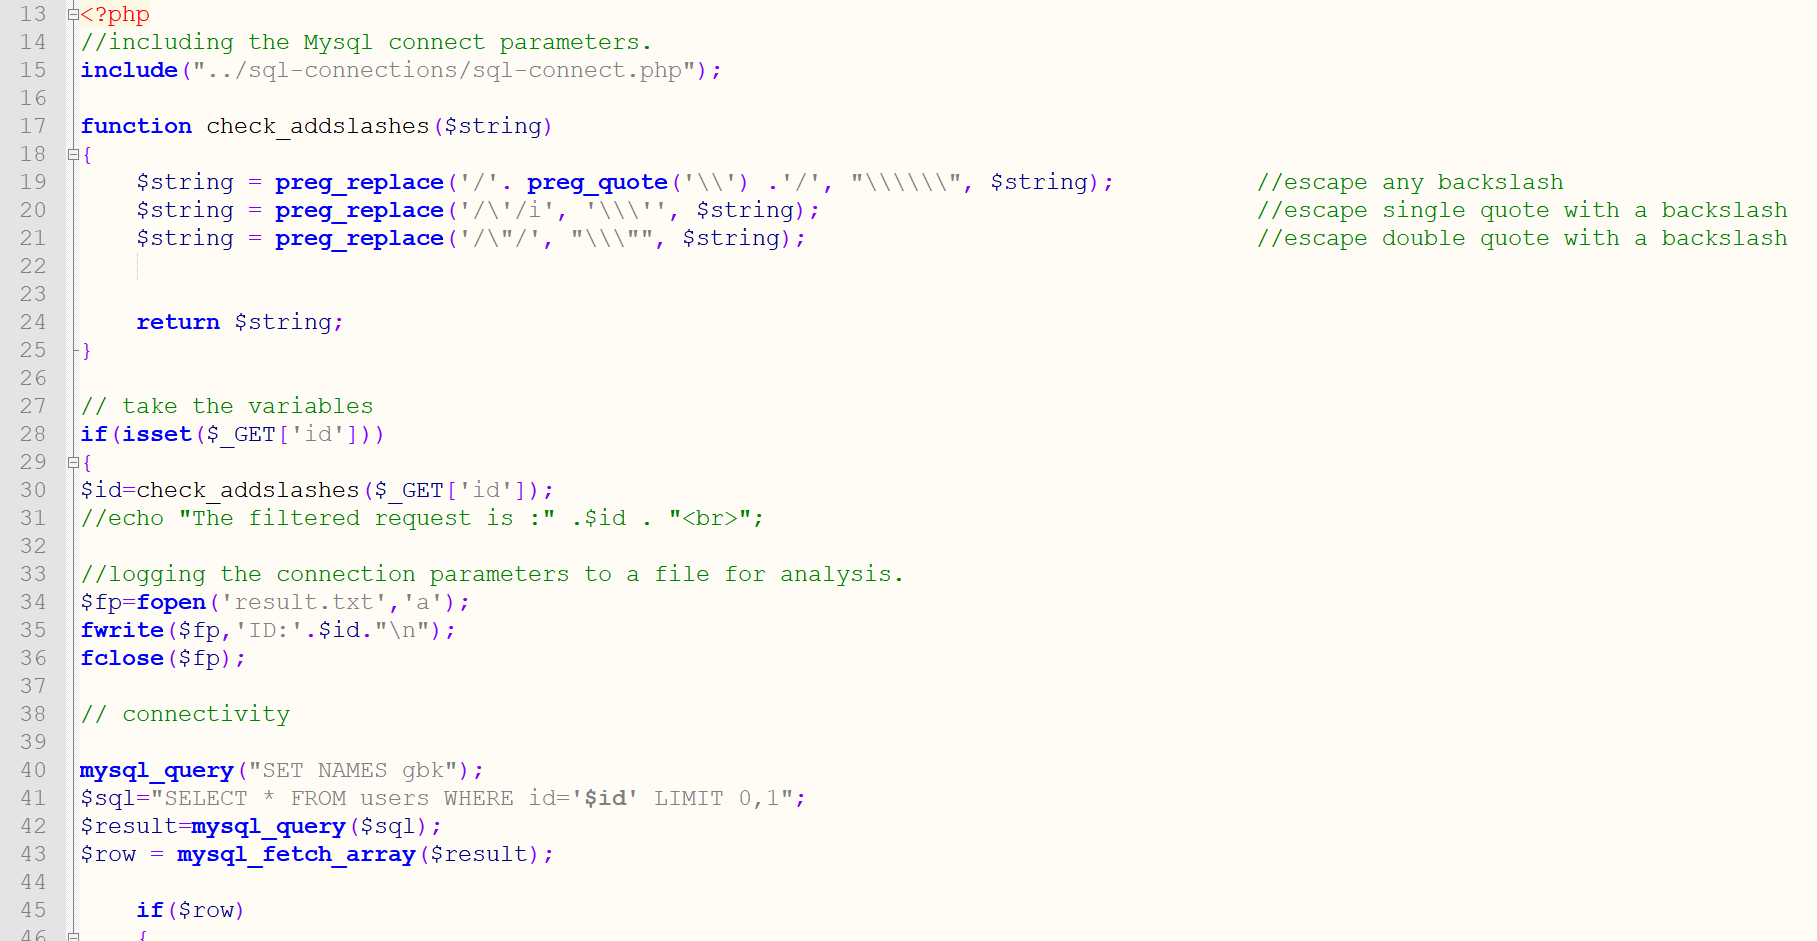 13 <?php
14 //including the Mysql connect parameters.
15 include("../sql-connections/sql-connect.php");
16
17 function check_addslashes($string)
18 {
19 $string = preg_replace('/'. preg_quote('\\') .'/', "\\\\\\", $string); //escape any backslash
20 $string = preg_replace('/\'/i', '\\\'', $string); //escape single quote with a backslash
21 $string = preg_replace('/\"/', "\\\"", $string); //escape double quote with a backslash
22
23
24 return $string;
25 }
26
27 // take the variables
28 if(isset($_GET['id']))
29 {
30 $id=check_addslashes($_GET['id']);
31 //echo "The filtered request is :" .$id . "<br>";
32
33 //logging the connection parameters to a file for analysis.
34 $fp=fopen('result.txt','a');
35 fwrite($fp,'ID:'.$id."\n");
36 fclose($fp);
37
38 // connectivity
39
40 mysql_query("SET NAMES gbk");
41 $sql="SELECT * FROM users WHERE id='$id' LIMIT 0,1";
42 $result=mysql_query($sql);
43 $row = mysql_fetch_array($result);
44
45 if($row)
46 {